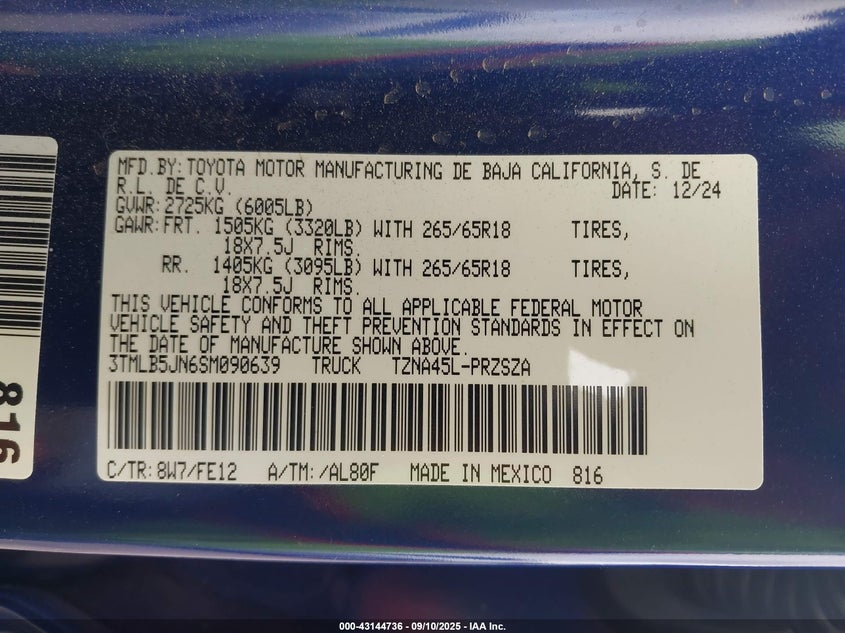 MFD.BY:TOYOTA MOTOR MANUFACTURING DE BAJA CALIFORNIA, S. DE
R.L. DE C.V. DATE: 12/24
GVWR:2725KG (6005LB)
GAWR:FRT. 1505KG (3320LB) WITH 265/65R18 TIRES,
18X7.5J RIMS.
RR. 1405KG (3095LB) WITH 265/65R18 TIRES,
18X7.5J RIMS.
THIS VEHICLE CONFORMS TO ALL APPLICABLE FEDERAL MOTOR
VEHICLE SAFETY AND THEFT PREVENTION STANDARDS IN EFFECT ON
THE DATE OF MANUFACTURE SHOWN ABOVE.
3TMLB5JN6SM090639 TRUCK TZNA45L-PRZSZA
C/TR:8W7/FE12 A/TM:/AL80F MADE IN MEXICO 816
816
000-43144736 - 09/10/2025 - IAA Inc.